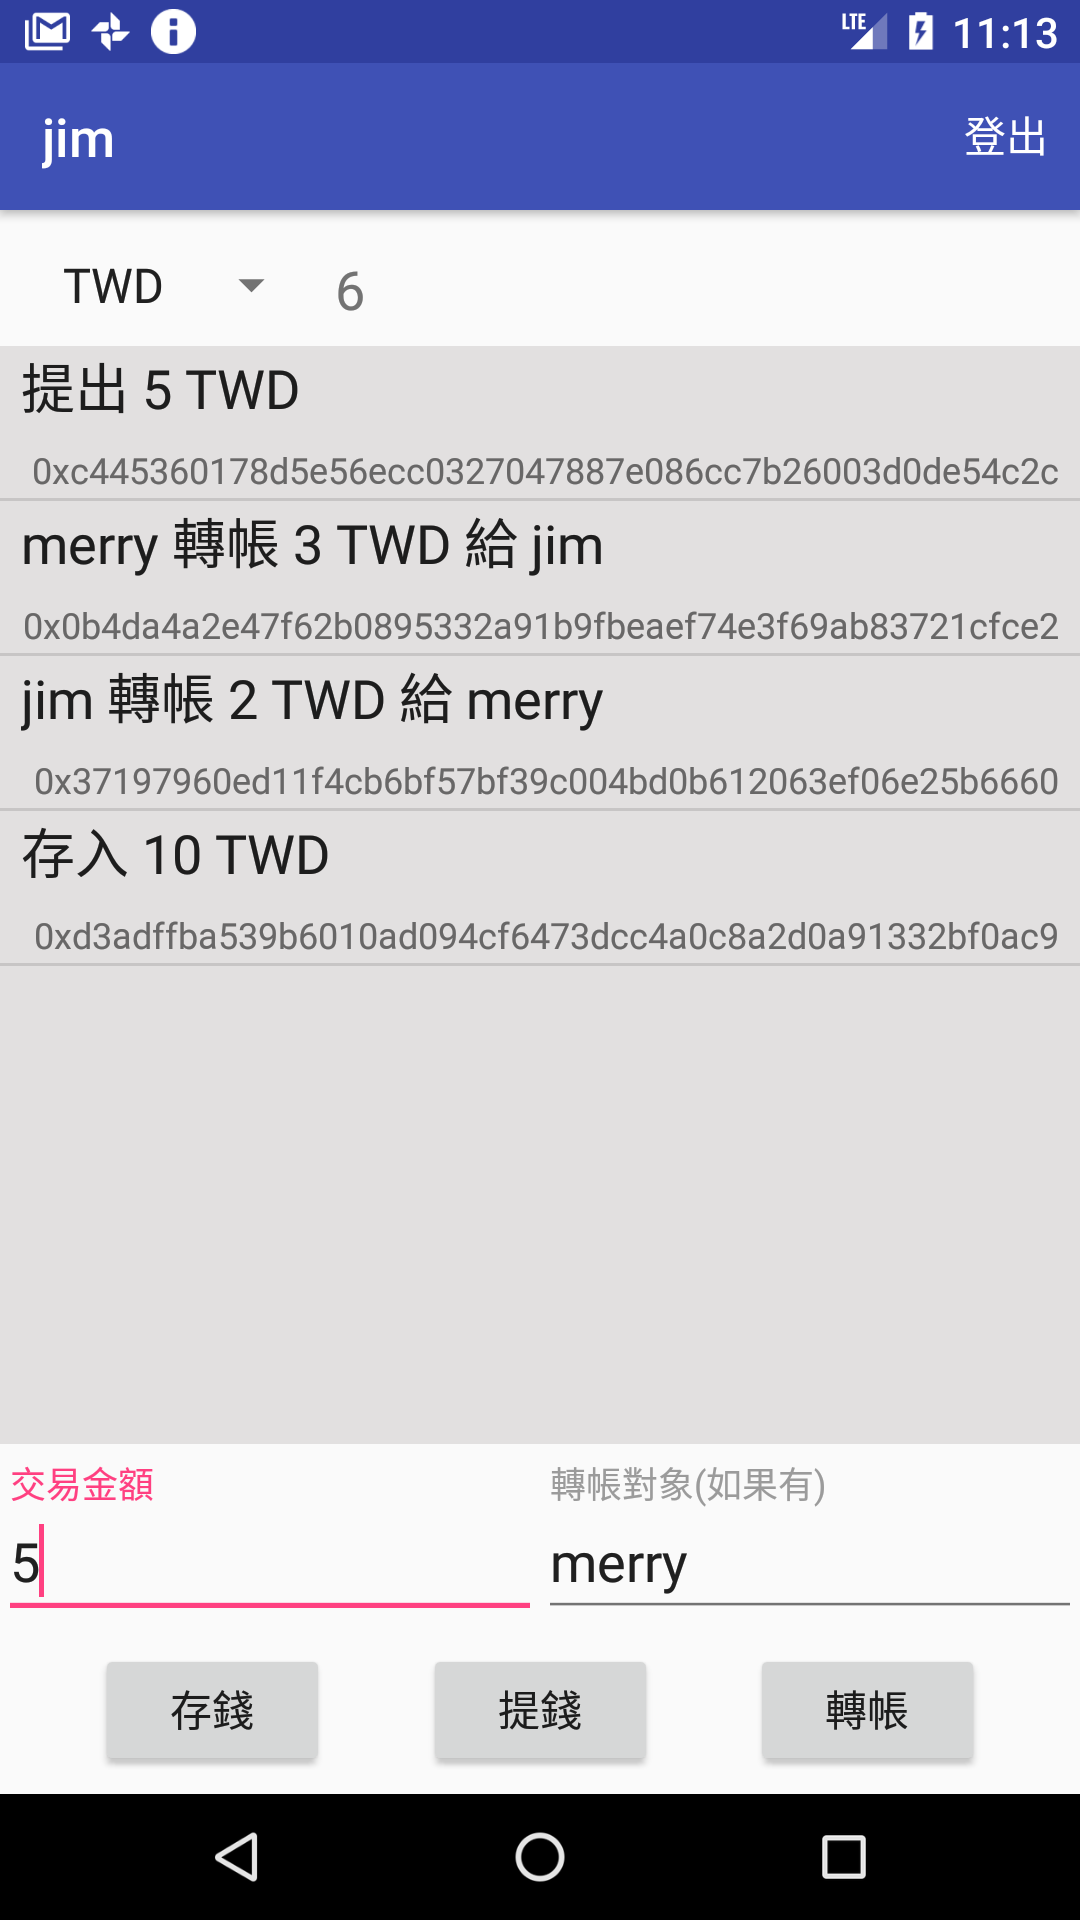 LTE 11:13
jim 登出
TWD 6
提出 5 TWD
0xc445360178d5e56ecc0327047887e086cc7b26003d0de54c2c
merry 轉帳 3 TWD 給 jim
0x0b4da4a2e47f62b0895332a91b9fbeaef74e3f69ab83721cfce2
jim 轉帳 2 TWD 給 merry
0x37197960ed11f4cb6bf57bf39c004bd0b612063ef06e25b6660
存入 10 TWD
0xd3adffba539b6010ad094cf6473dcc4a0c8a2d0a91332bf0ac9
交易金額 轉帳對象(如果有)
5 merry
存錢 提錢 轉帳